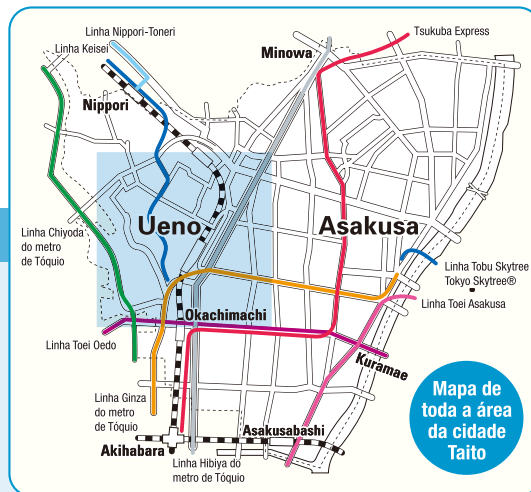 Linha Nippori-Toneri
Linha Keisei
Tsukuba Express
Minowa
Nippori
Ueno
Asakusa
Linha Chiyoda
do metro
de Tóquio
Linha Tobu Skytree
Tokyo Skytree®
Linha Toei Asakusa
Okachimachi
Linha Toei Oedo
Kuramae
Linha Ginza
do metro
de Tóquio
Mapa de
toda a área
da cidade
Taito
Asakusabashi
Akihabara
Linha Hibiya do
metro de Tóquio